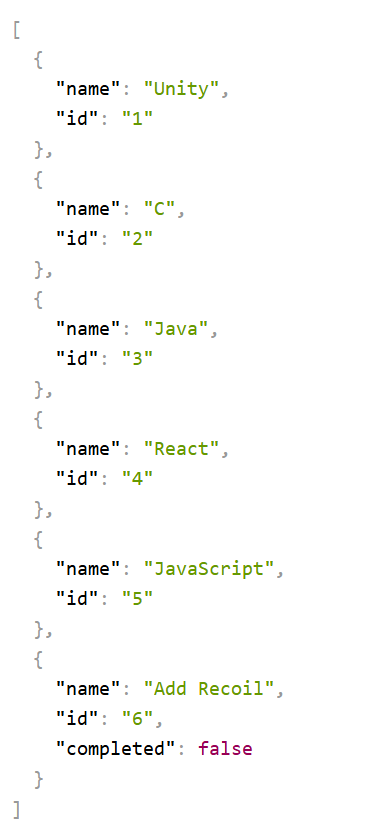 [
  {
    "name": "Unity",
    "id": "1"
  },
  {
    "name": "C",
    "id": "2"
  },
  {
    "name": "Java",
    "id": "3"
  },
  {
    "name": "React",
    "id": "4"
  },
  {
    "name": "JavaScript",
    "id": "5"
  },
  {
    "name": "Add Recoil",
    "id": "6",
    "completed": false
  }
]